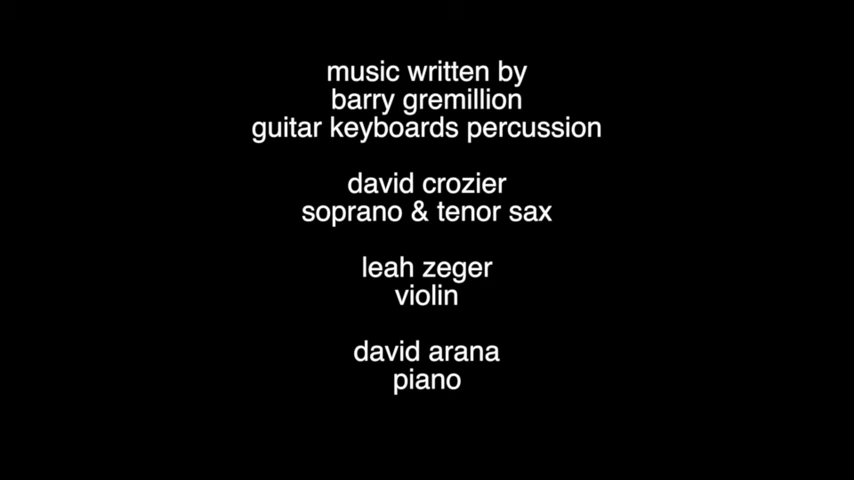 music written by
barry gremillion
guitar keyboards percussion
david crozier
soprano & tenor sax
leah zeger
violin
david arana
piano